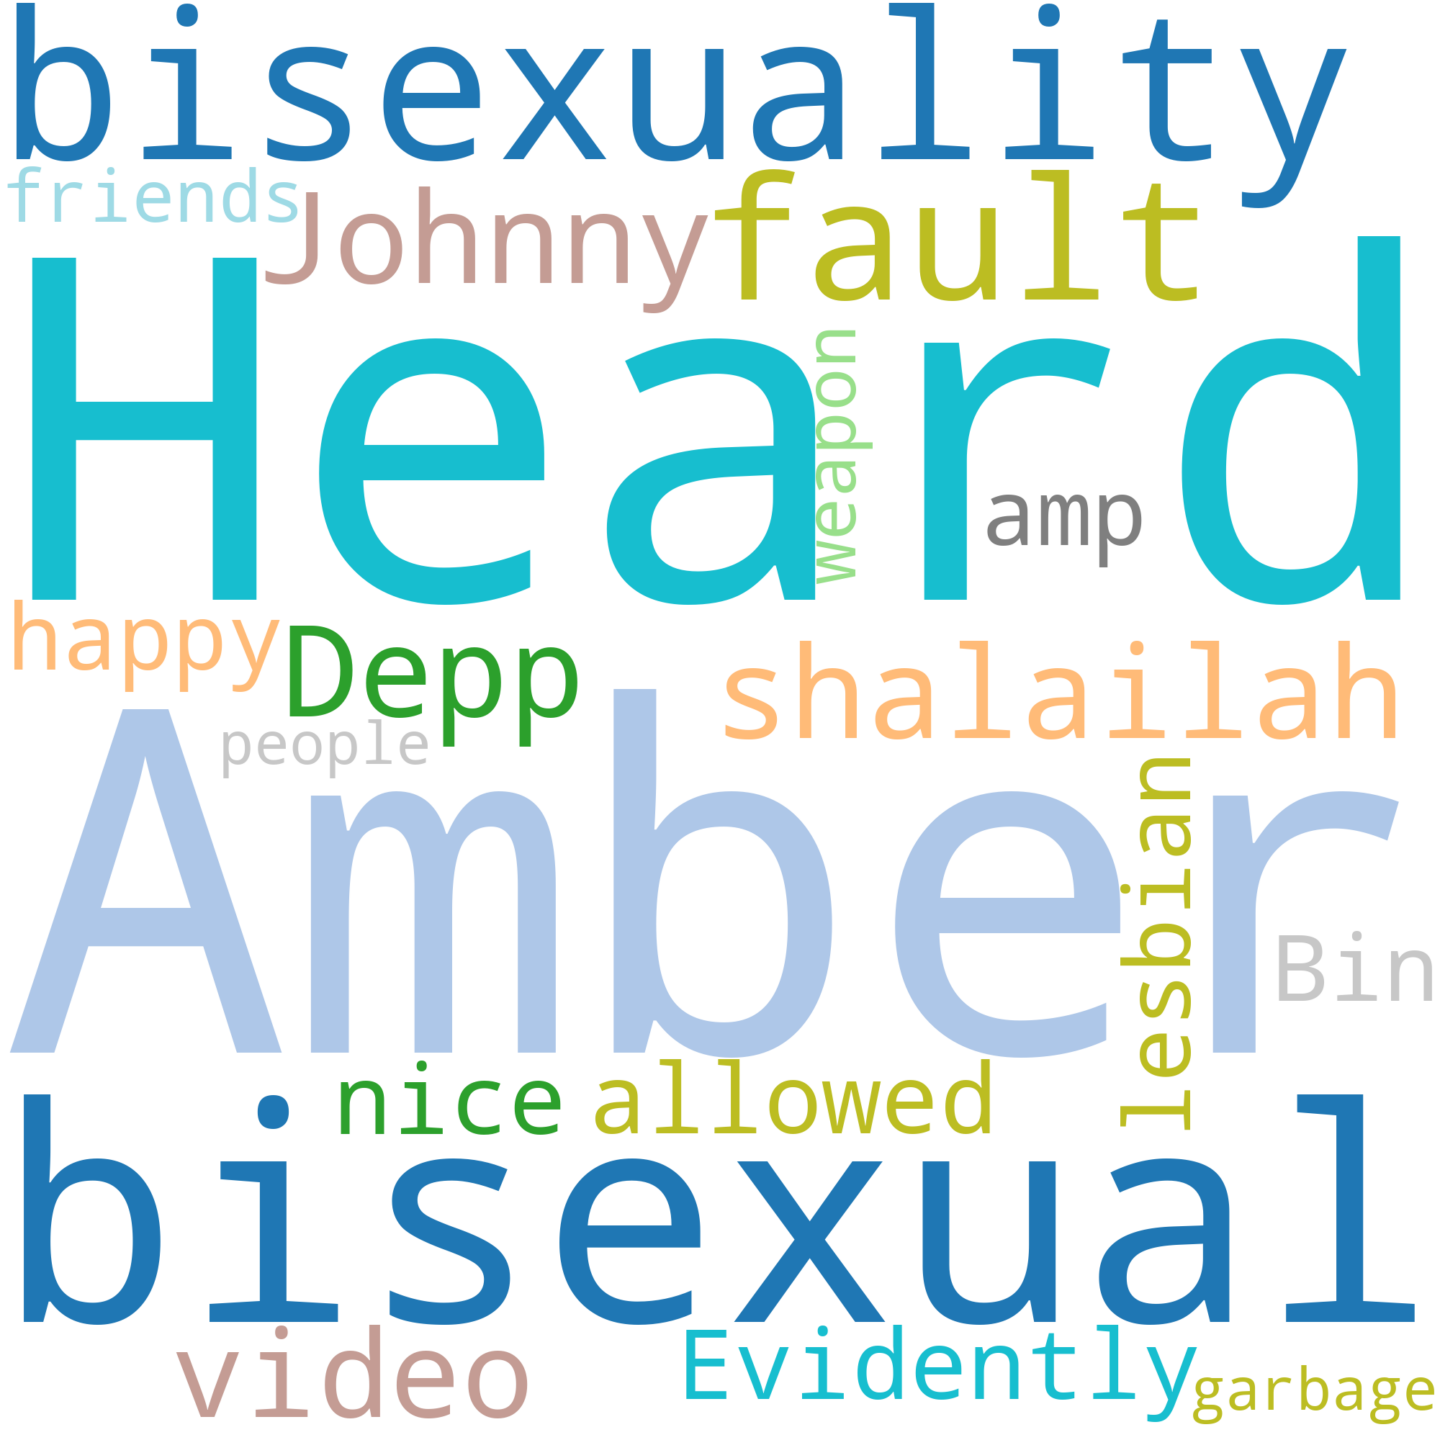 bisexuality
friends
Johnny
fault
Heard
weapon
amp
happy
Depp
shalailah
people
Amber
lesbian
Bin
nice
allowed
bisexual
video
Evidently
garbage